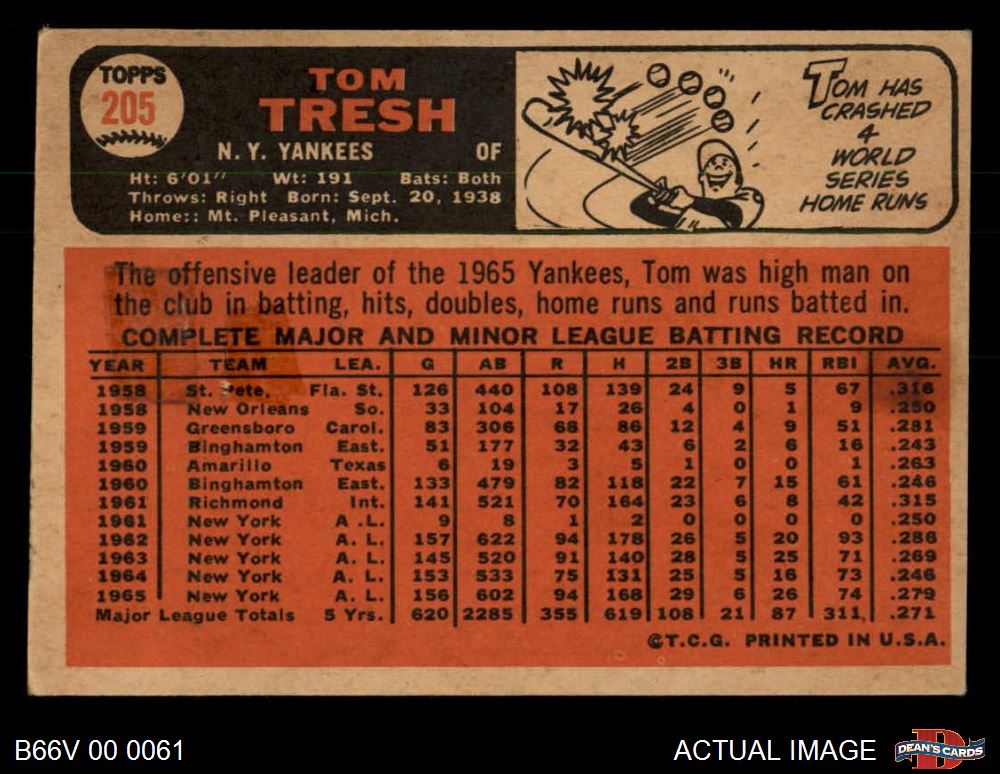 TOPPS
205
TOM
TRESH
N. Y. YANKEES OF
Ht: 6'01" Wt: 191 Bats: Both
Throws: Right Born: Sept. 20, 1938
Home:: Mt. Pleasant, Mich.
TOM HAS
CRASHED
4
WORLD
SERIES
HOME RUNS
The offensive leader of the 1965 Yankees, Tom was high man on
the club in batting, hits, doubles, home runs and runs batted in.
COMPLETE MAJOR AND MINOR LEAGUE BATTING RECORD
YEAR TEAM LEA. G AB R H 2B 3B HR RBI AVG.
1958 St. Pete. Fla. St. 126 440 108 139 24 9 5 67 .316
1958 New Orleans So. 33 104 17 26 4 0 1 9 .250
1959 Greensboro Carol. 83 306 68 86 12 4 9 51 .281
1959 Binghamton East. 51 177 32 43 6 2 6 16 .243
1960 Amarillo Texas 6 19 3 5 1 0 0 1 .263
1960 Binghamton East. 133 479 82 118 22 7 15 61 .246
1961 Richmond Int. 141 521 70 164 23 6 8 42 .315
1961 New York A .L. 9 8 1 2 0 0 0 0 .250
1962 New York A. L. 157 622 94 178 26 5 20 93 .286
1963 New York A. L. 145 520 91 140 28 5 25 71 .269
1964 New York A. L. 153 533 75 131 25 5 16 73 .246
1965 New York A. L. 156 602 94 168 29 6 26 74 .279
Major League Totals 5 Yrs. 620 2285 355 619 108 21 87 311 .271
©T.C.G. PRINTED IN U.S.A.
B66V 00 0061
ACTUAL IMAGE
D
DEAN'S CARDS